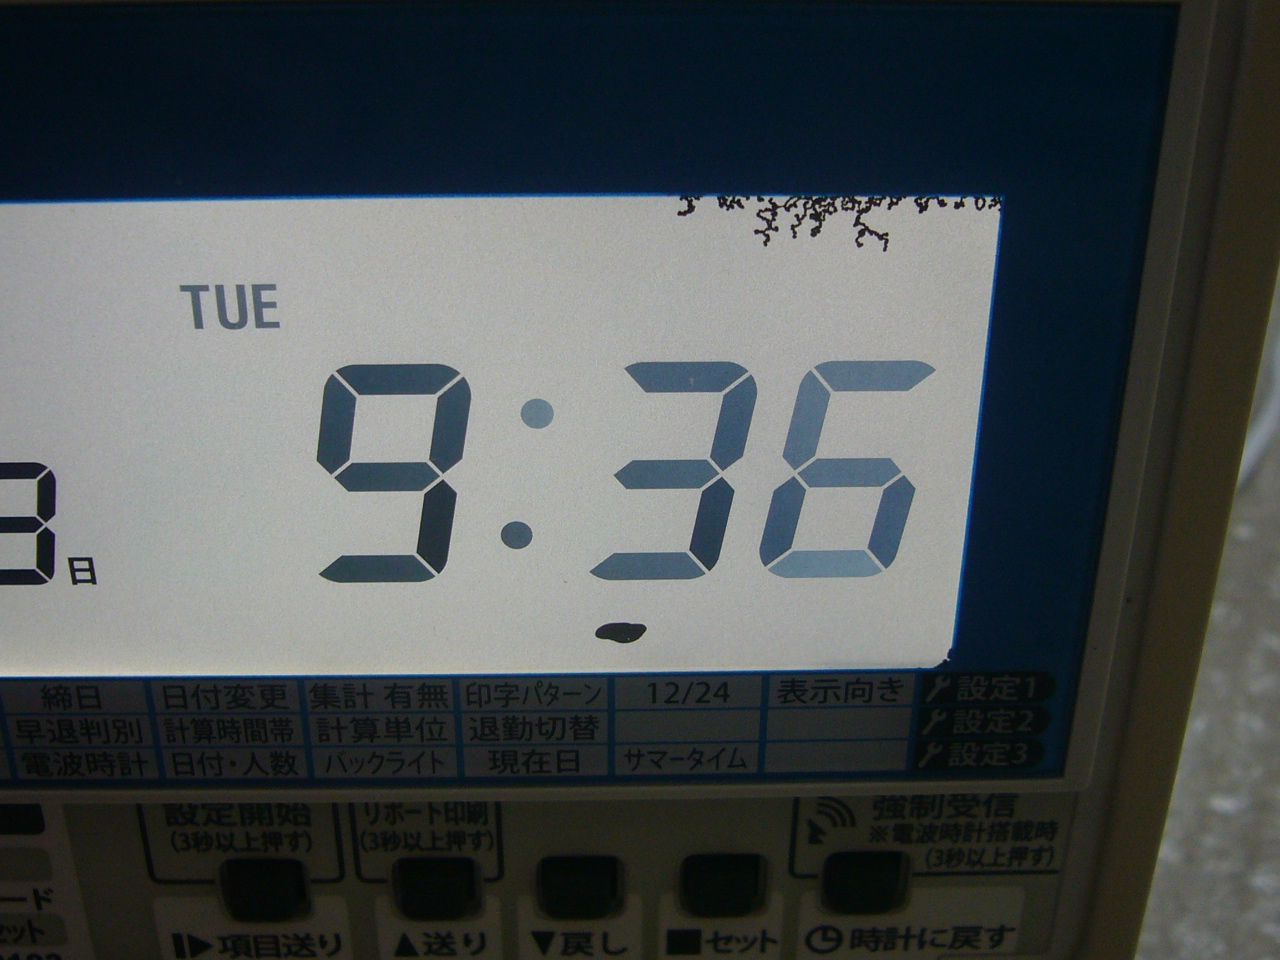 TUE
9:36
3日
締日 日付変更 集計 有無 印字パターン 12/24 表示向き 設定1
早退判別 計算時間帯 計算単位 退勤切替 設定2
電波時計 日付・人数 バックライト 現在日 サマータイム 設定3
設定開始
(3秒以上押す)
リポート印刷
(3秒以上押す)
強制受信
※電波時計搭載時
(3秒以上押す)
ード
セット
項目送り ▲送り ▼戻し ■セット 時計に戻す